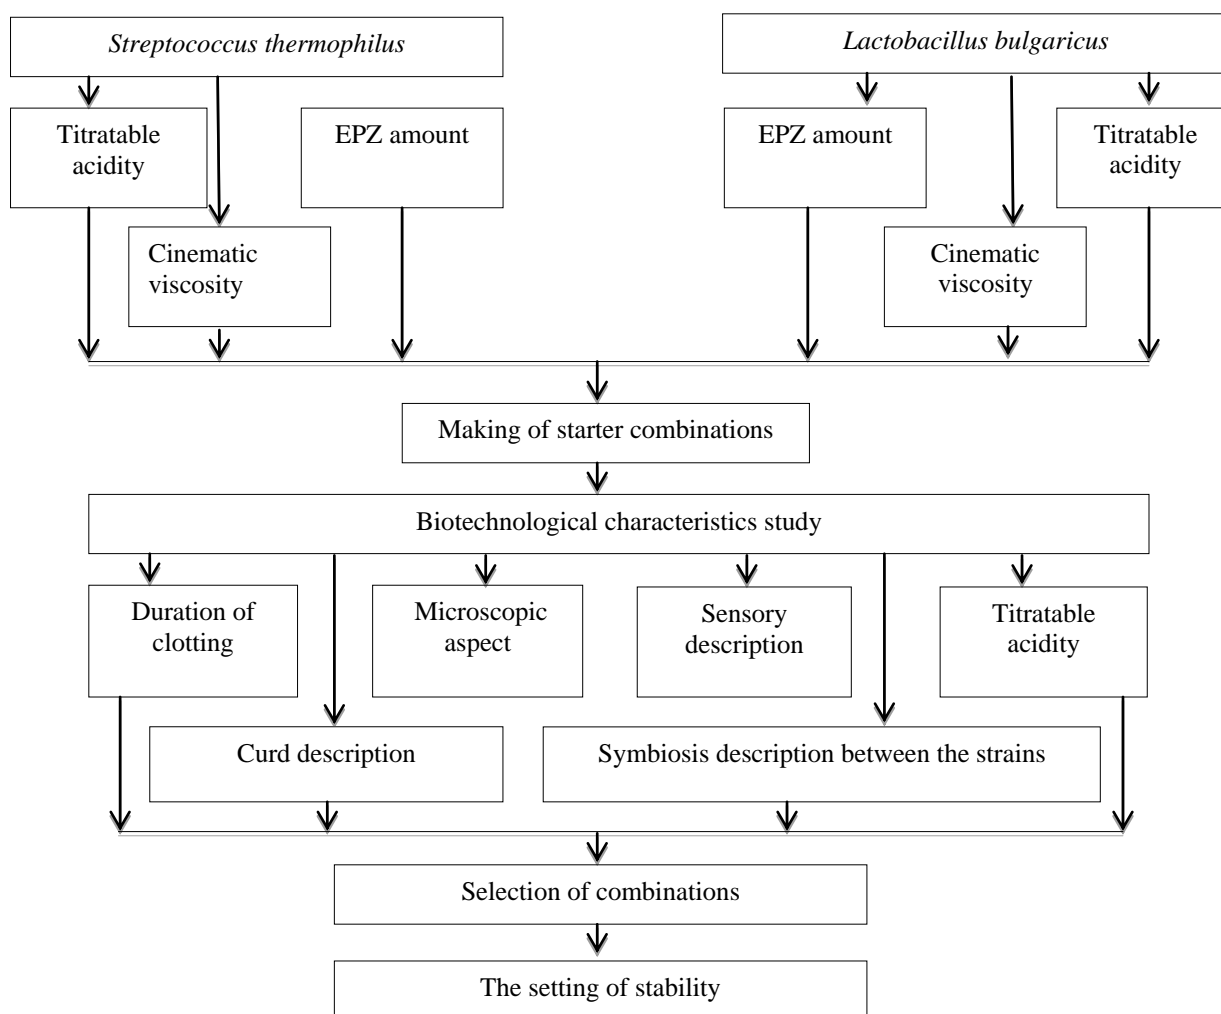 Streptococcus thermophilus
Lactobacillus bulgaricus
Titratable
acidity
EPZ amount
EPZ amount
Titratable
acidity
Cinematic
viscosity
Cinematic
viscosity
Making of starter combinations
Biotechnological characteristics study
Duration of
clotting
Microscopic
aspect
Sensory
description
Titratable
acidity
Curd description
Symbiosis description between the strains
Selection of combinations
The setting of stability